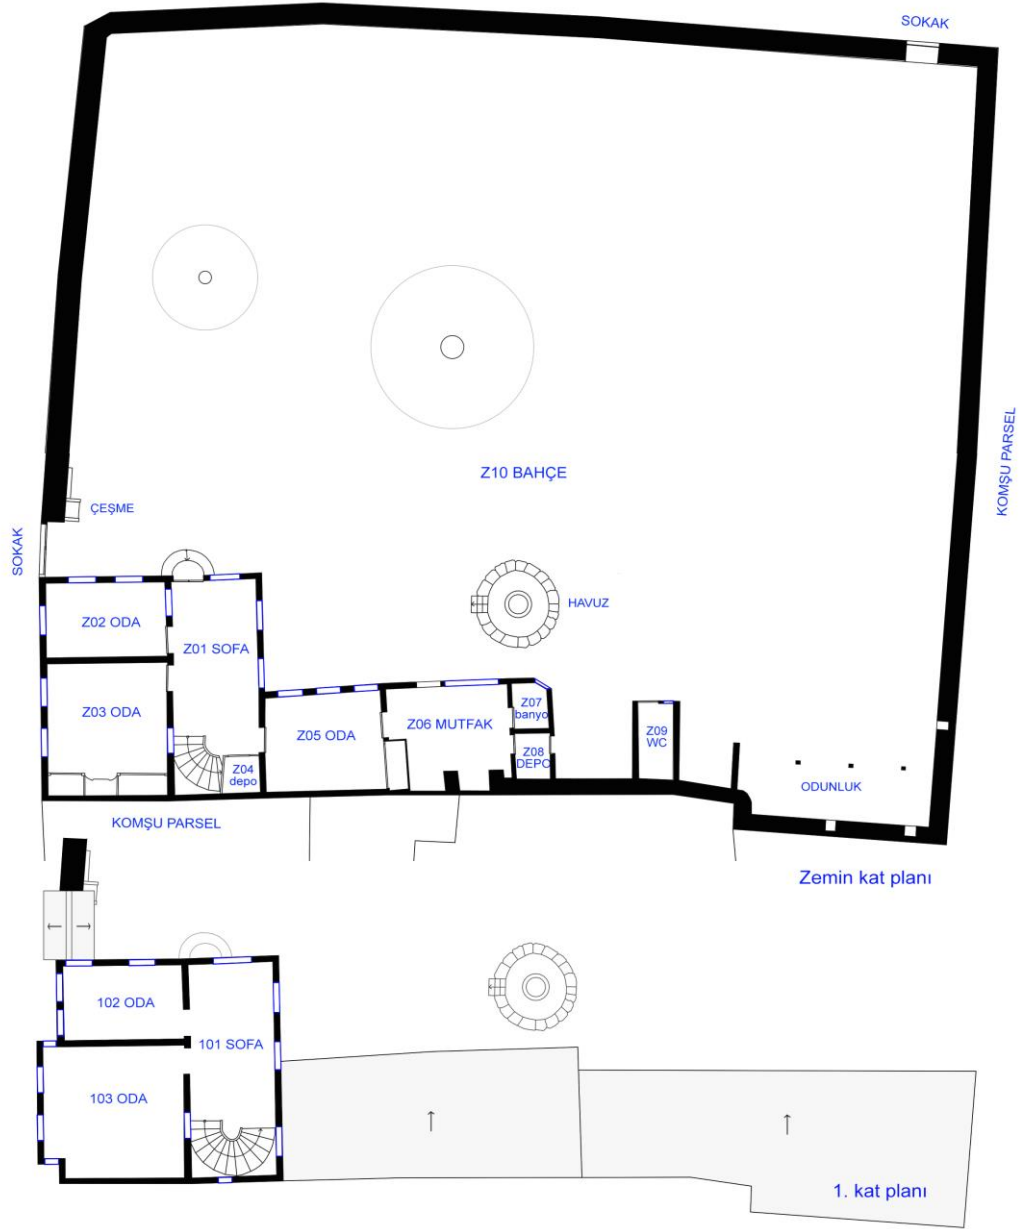 SOKAK
KOMŞU PARSEL
Z10 BAHÇE
ÇEŞME
SOKAK
HAVUZ
Z02 ODA
Z01 SOFA
Z03 ODA
Z04
depo
Z05 ODA
Z06 MUTFAK
Z07
banyo
Z08
DEPO
Z09
WC
ODUNLUK
KOMŞU PARSEL
Zemin kat planı
102 ODA
101 SOFA
103 ODA
1. kat planı